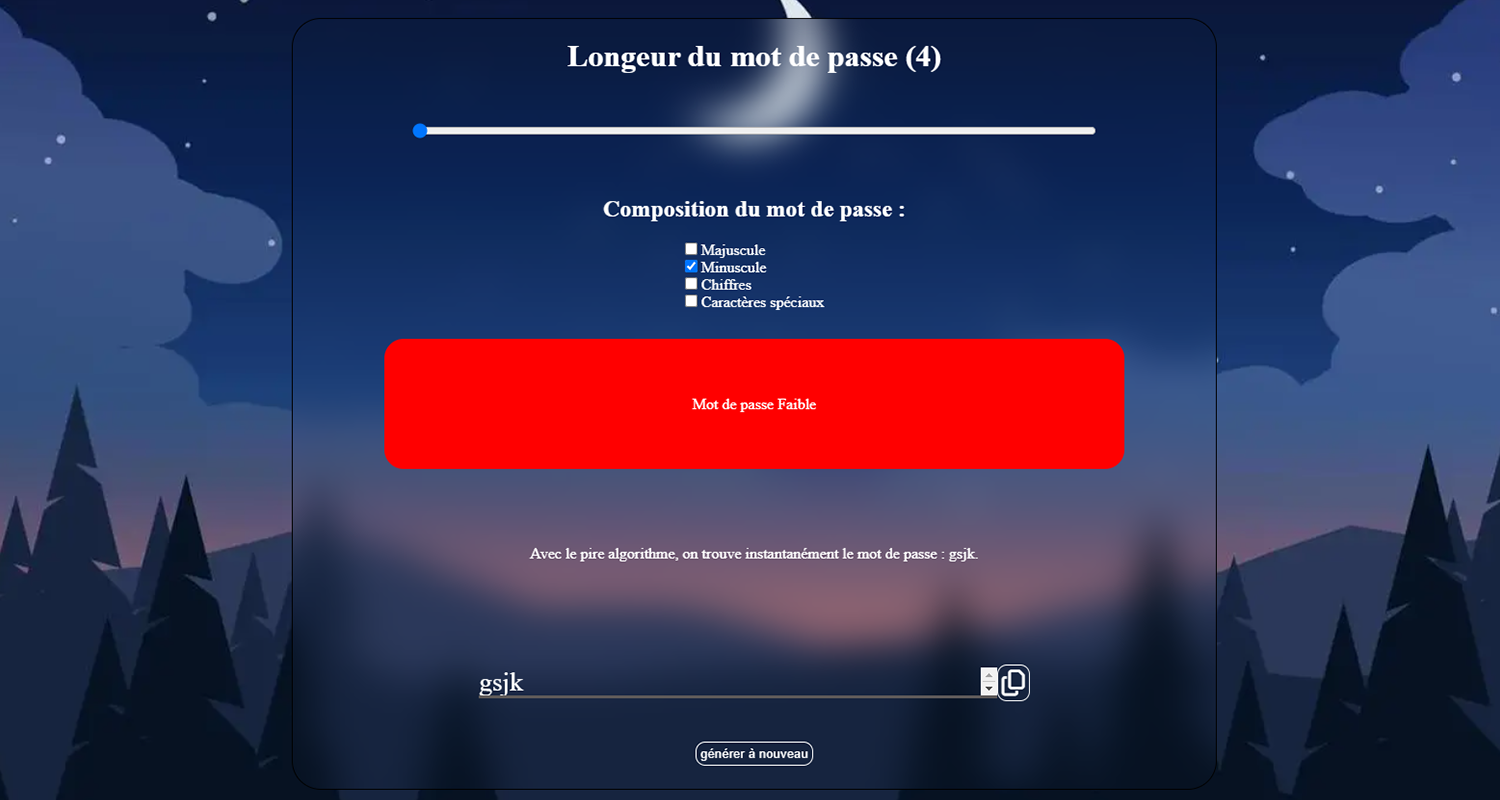 Longeur du mot de passe (4)
Composition du mot de passe :
Majuscule
Minuscule
Chiffres
Caractères spéciaux
Mot de passe Faible
Avec le pire algorithme, on trouve instantanément le mot de passe : gsjk.
gsjk
générer à nouveau